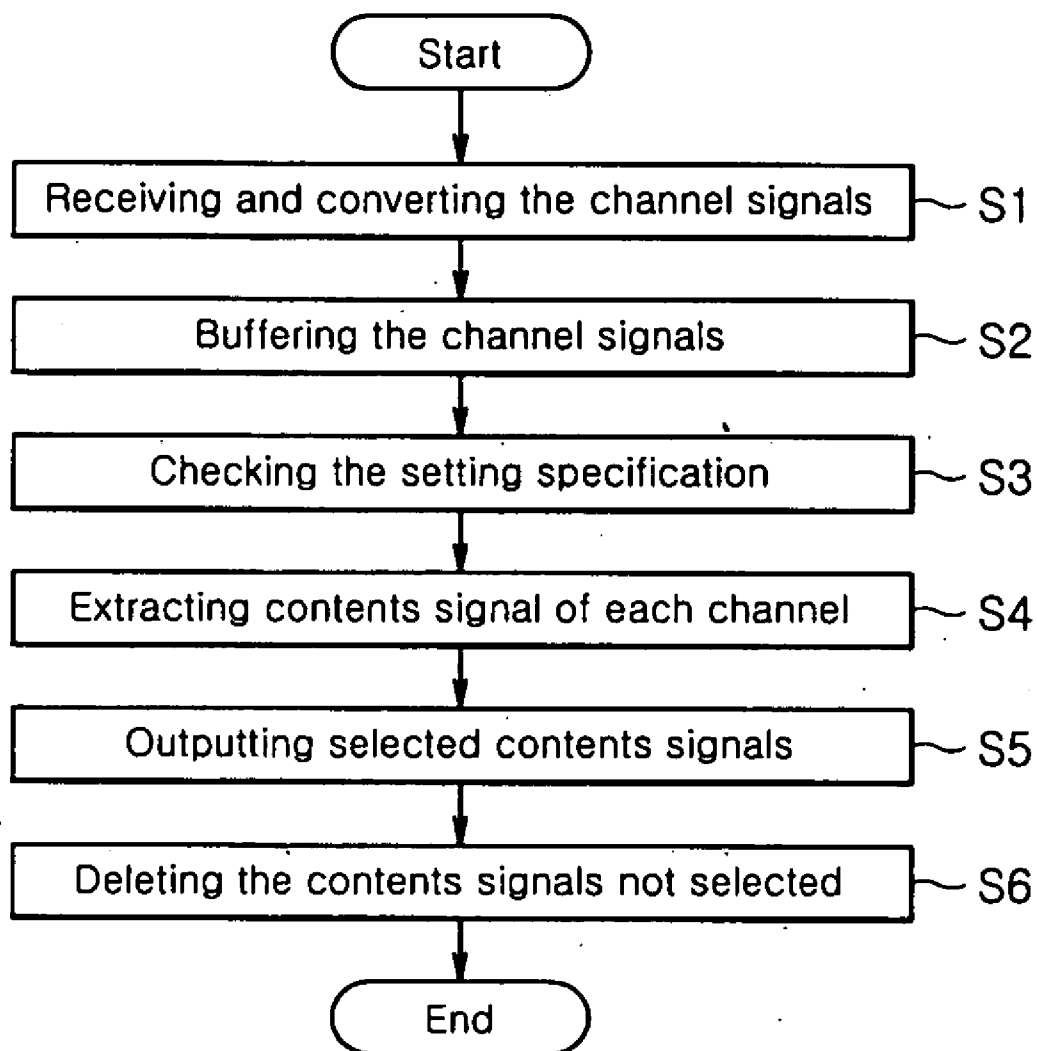 Start
Receiving and converting the channel signals S1
Buffering the channel signals S2
Checking the setting specification S3
Extracting contents signal of each channel S4
Outputting selected contents signals S5
Deleting the contents signals not selected S6
End